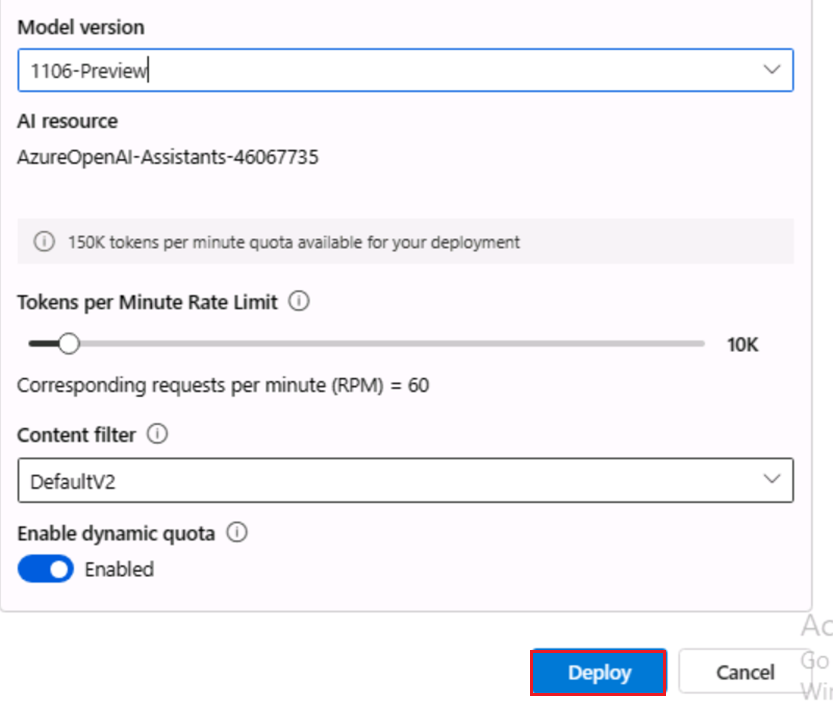 Model version
1106-Preview
AI resource
AzureOpenAI-Assistants-46067735
150K tokens per minute quota available for your deployment
Tokens per Minute Rate Limit
10K
Corresponding requests per minute (RPM) = 60
Content filter
DefaultV2
Enable dynamic quota
Enabled
Ac
Go
Deploy Cancel
Wi